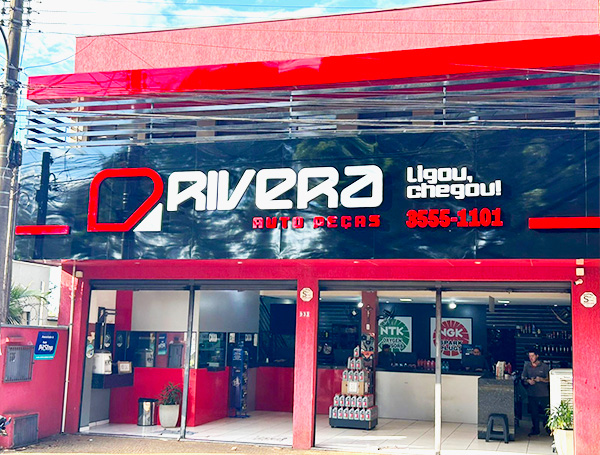 RIVERA
AUTO PEÇAS
Ligou,
chegou!
3555-1101
NTK
NGK